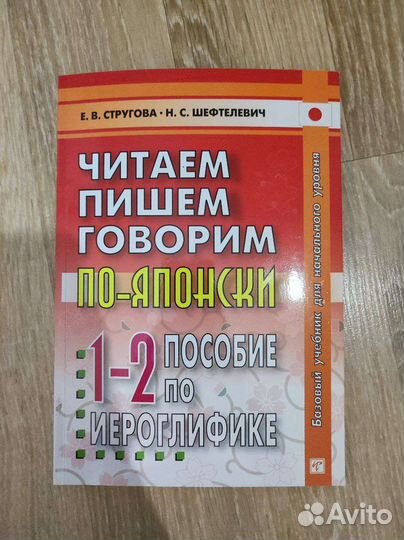 Е. В. СТРУГОВА · Н. С. ШЕФТЕЛЕВИЧ
ЧИТАЕМ
ПИШЕМ
ГОВОРИМ
ПО-ЯПОНСКИ
1-2 ПОСОБИЕ
ПО
ИЕРОГЛИФИКЕ
Базовый учебник для начального уровня
Avito